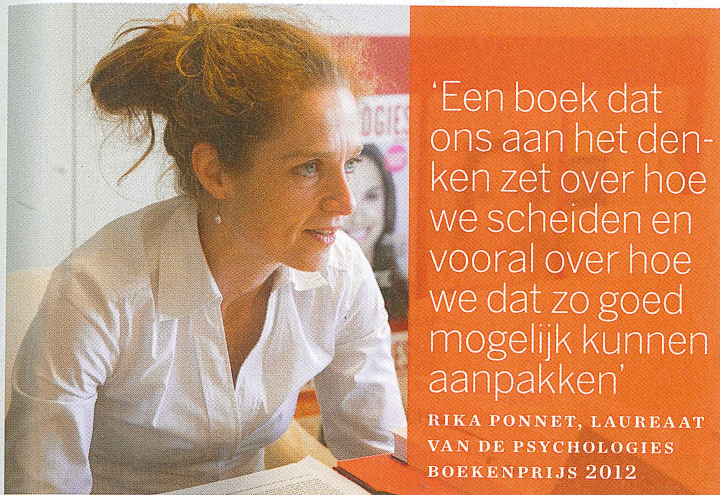 ‘Een boek dat
ons aan het den-
ken zet over hoe
we scheiden en
vooral over hoe
we dat zo goed
mogelijk kunnen
aanpakken’
RIKA PONNET, LAUREAAT
VAN DE PSYCHOLOGIES
BOEKENPRIJS 2012